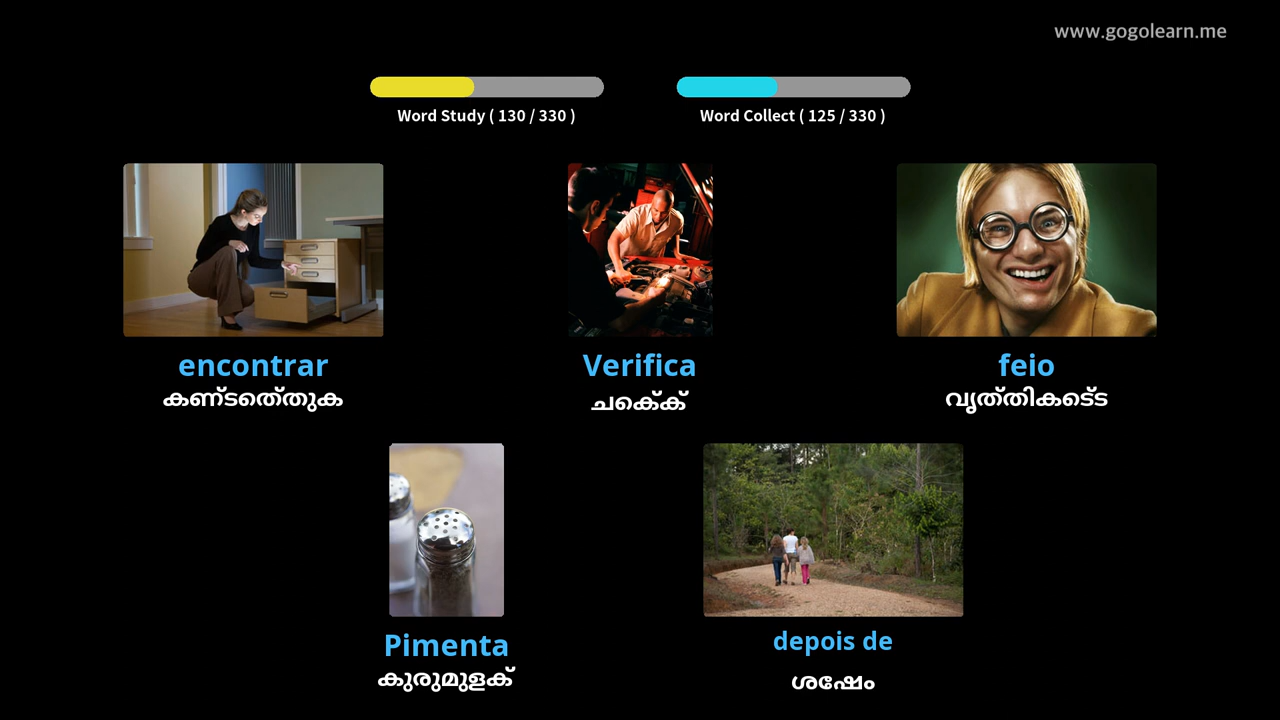 www.gogolearn.me
Word Study ( 130 / 330 )
Word Collect ( 125 / 330 )
encontrar
കണ്ടെത്തുക
Verifica
ചെക്ക്
feio
വൃത്തികെട്ട
Pimenta
കുരുമുളക്
depois de
ശേഷം